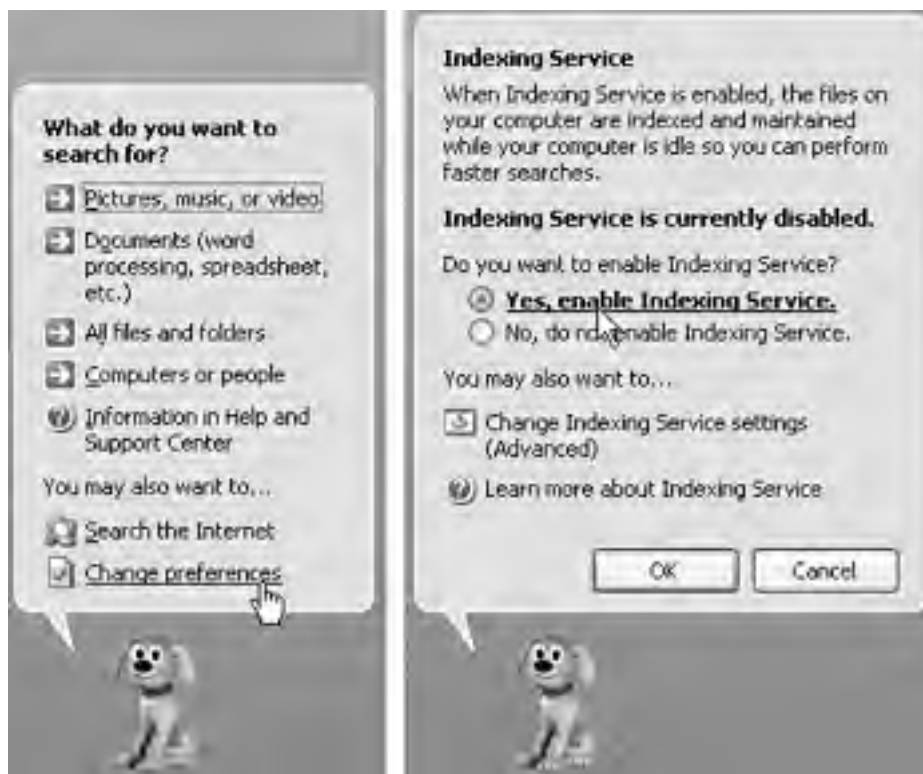 What do you want to
search for?
Pictures, music, or video
Documents (word
processing, spreadsheet,
etc.)
All files and folders
Computers or people
Information in Help and
Support Center
You may also want to...
Search the Internet
Change preferences
Indexing Service
When Indexing Service is enabled, the files on
your computer are indexed and maintained
while your computer is idle so you can perform
faster searches.
Indexing Service is currently disabled.
Do you want to enable Indexing Service?
Yes, enable Indexing Service.
No, do not enable Indexing Service.
You may also want to...
Change Indexing Service settings
(Advanced)
Learn more about Indexing Service
OK
Cancel